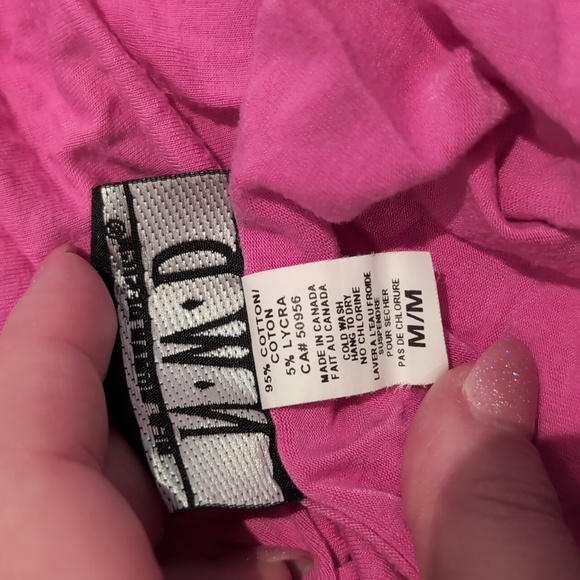 95% COTTON/
COTON
5% LYCRA
CA# 50956
MADE IN CANADA
FAIT AU CANADA
COLD WASH
HANG TO DRY
NO CHLORINE
LAVER A L'EAU FROIDE
SUSPENDRE
POUR SECHER
PAS DE CHLORURE
M/M